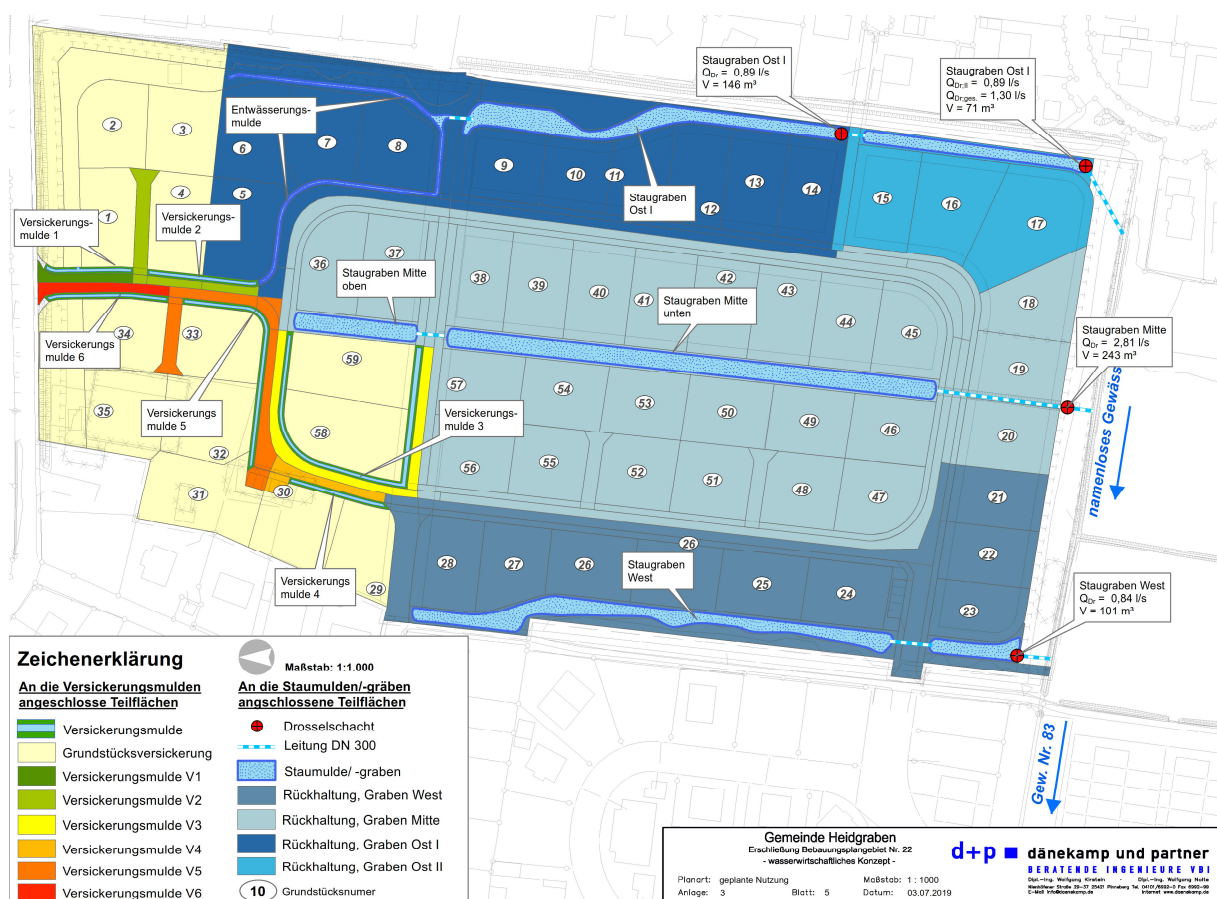 Staugraben Ost I
QDr = 0,89 l/s
V = 146 m³
Staugraben Ost I
QDr,II = 0,89 l/s
QDr,ges. = 1,30 l/s
V = 71 m³
Entwässerungs-
mulde
2
3
6
7
8
9
10
11
13
14
5
4
1
12
15
16
17
Staugraben
Ost I
Versickerungs-
mulde 1
Versickerungs-
mulde 2
36
37
38
39
40
41
42
43
44
45
18
19
20
Staugraben Mitte
oben
Staugraben Mitte
unten
Staugraben Mitte
QDr = 2,81 l/s
V = 243 m³
34
33
35
32
31
30
29
59
58
57
54
53
50
49
46
56
55
52
51
48
47
Versickerungs
mulde 6
Versickerungs
mulde 5
Versickerungs-
mulde 3
Versickerungs
mulde 4
namenloses Gewäss
21
22
23
28
27
26
26
25
24
Staugraben
West
Staugraben West
QDr = 0,84 l/s
V = 101 m³
Gew. Nr. 83
Zeichenerklärung
Maßstab: 1:1.000
An die Versickerungsmulden
angeschlosse Teilflächen
Versickerungsmulde
Grundstücksversickerung
Versickerungsmulde V1
Versickerungsmulde V2
Versickerungsmulde V3
Versickerungsmulde V4
Versickerungsmulde V5
Versickerungsmulde V6
An die Staumulden/-gräben
angschlossene Teilflächen
Drosselschacht
Leitung DN 300
Staumulde/ -graben
Rückhaltung, Graben West
Rückhaltung, Graben Mitte
Rückhaltung, Graben Ost I
Rückhaltung, Graben Ost II
10 Grundstücksnumer
Gemeinde Heidgraben
Erschließung Bebauungsplangebiet Nr. 22
- wasserwirtschaftliches Konzept -
Planart: geplante Nutzung Maßstab: 1 : 1000
Anlage: 3 Blatt: 5 Datum: 03.07.2019
d+p dänekamp und partner
BERATENDE INGENIEURE VBI
Dipl.-Ing. Wolfgang Kirstein · Dipl.-Ing. Wolfgang Nolte